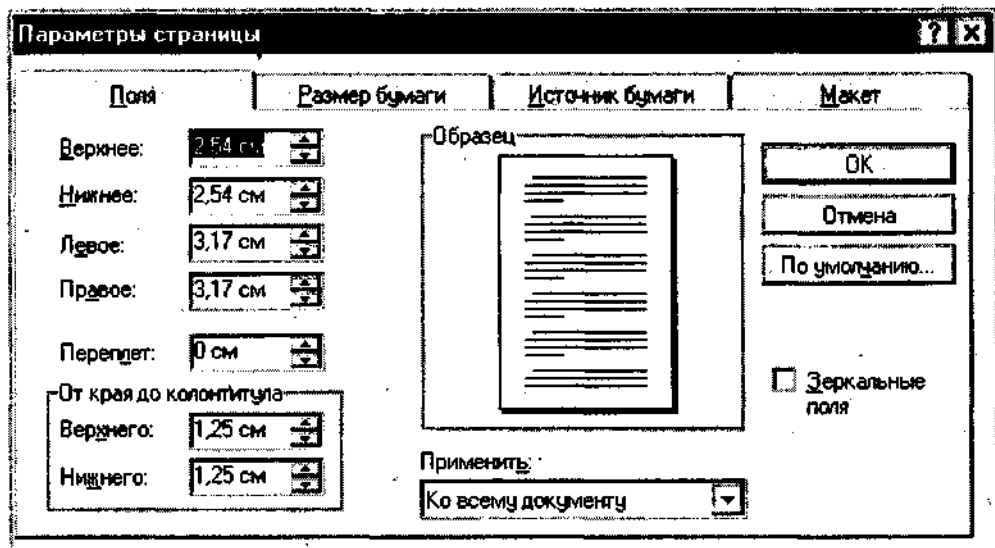 Параметры страницы
Поля Размер бумаги Источник бумаги Макет
Верхнее: 2,54 см
Нижнее: 2,54 см
Левое: 3,17 см
Правое: 3,17 см
Переплет: 0 см
От края до колонтитула
Верхнего: 1,25 см
Нижнего: 1,25 см
Образец
Применить:
Ко всему документу
OK
Отмена
По умолчанию...
Зеркальные
поля